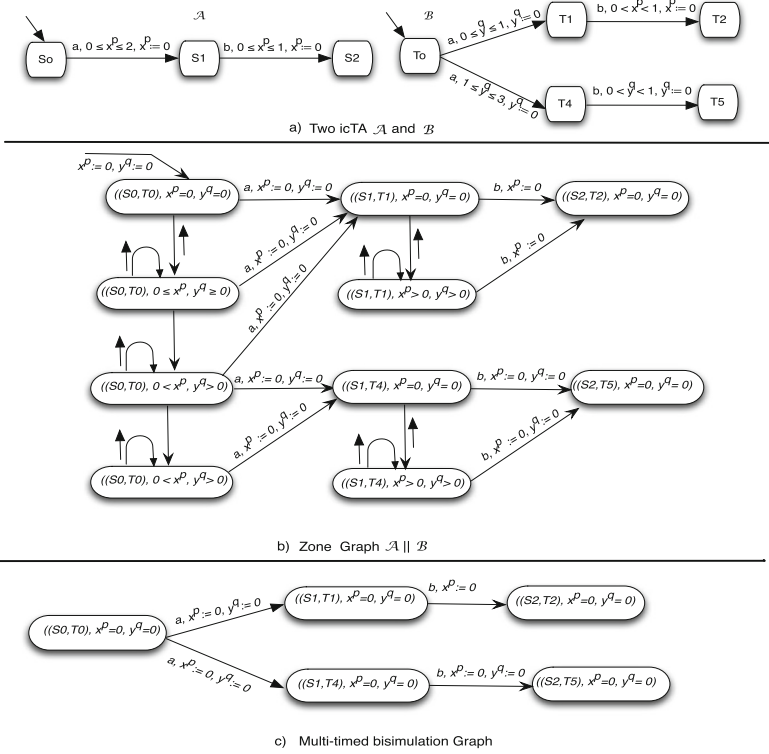 𝒜
ℬ
So
a, 0 ≤ x^p ≤ 2, x^p := 0
S1
b, 0 ≤ x^p ≤ 1, x^p := 0
S2
To
a, 0 ≤ y^q ≤ 1, y^q := 0
T1
b, 0 < x^p < 1, x^p := 0
T2
a, 1 ≤ y^q ≤ 3, y^q := 0
T4
b, 0 < y^q < 1, y^q := 0
T5
a) Two icTA 𝒜 and ℬ
x^p := 0, y^q := 0
((S0,T0), x^p=0, y^q=0)
a, x^p := 0, y^q := 0
((S1,T1), x^p=0, y^q = 0)
b, x^p := 0
((S2,T2), x^p=0, y^q = 0)
a, x^p := 0, y^q := 0
b, x^p := 0
((S0,T0), 0 ≤ x^p, y^q ≥ 0)
a, x^p := 0, y^q := 0
((S1,T1), x^p > 0, y^q > 0)
((S0,T0), 0 < x^p, y^q > 0)
a, x^p := 0, y^q := 0
((S1,T4), x^p=0, y^q = 0)
b, x^p := 0, y^q := 0
((S2,T5), x^p=0, y^q = 0)
a, x^p := 0, y^q := 0
b, x^p := 0, y^q := 0
((S0,T0), 0 < x^p, y^q > 0)
((S1,T4), x^p > 0, y^q > 0)
b) Zone Graph 𝒜 || ℬ
((S0,T0), x^p=0, y^q=0)
a, x^p := 0, y^q := 0
((S1,T1), x^p=0, y^q = 0)
b, x^p := 0
((S2,T2), x^p=0, y^q = 0)
a, x^p := 0, y^q := 0
((S1,T4), x^p=0, y^q = 0)
b, x^p := 0, y^q := 0
((S2,T5), x^p=0, y^q = 0)
c) Multi-timed bisimulation Graph